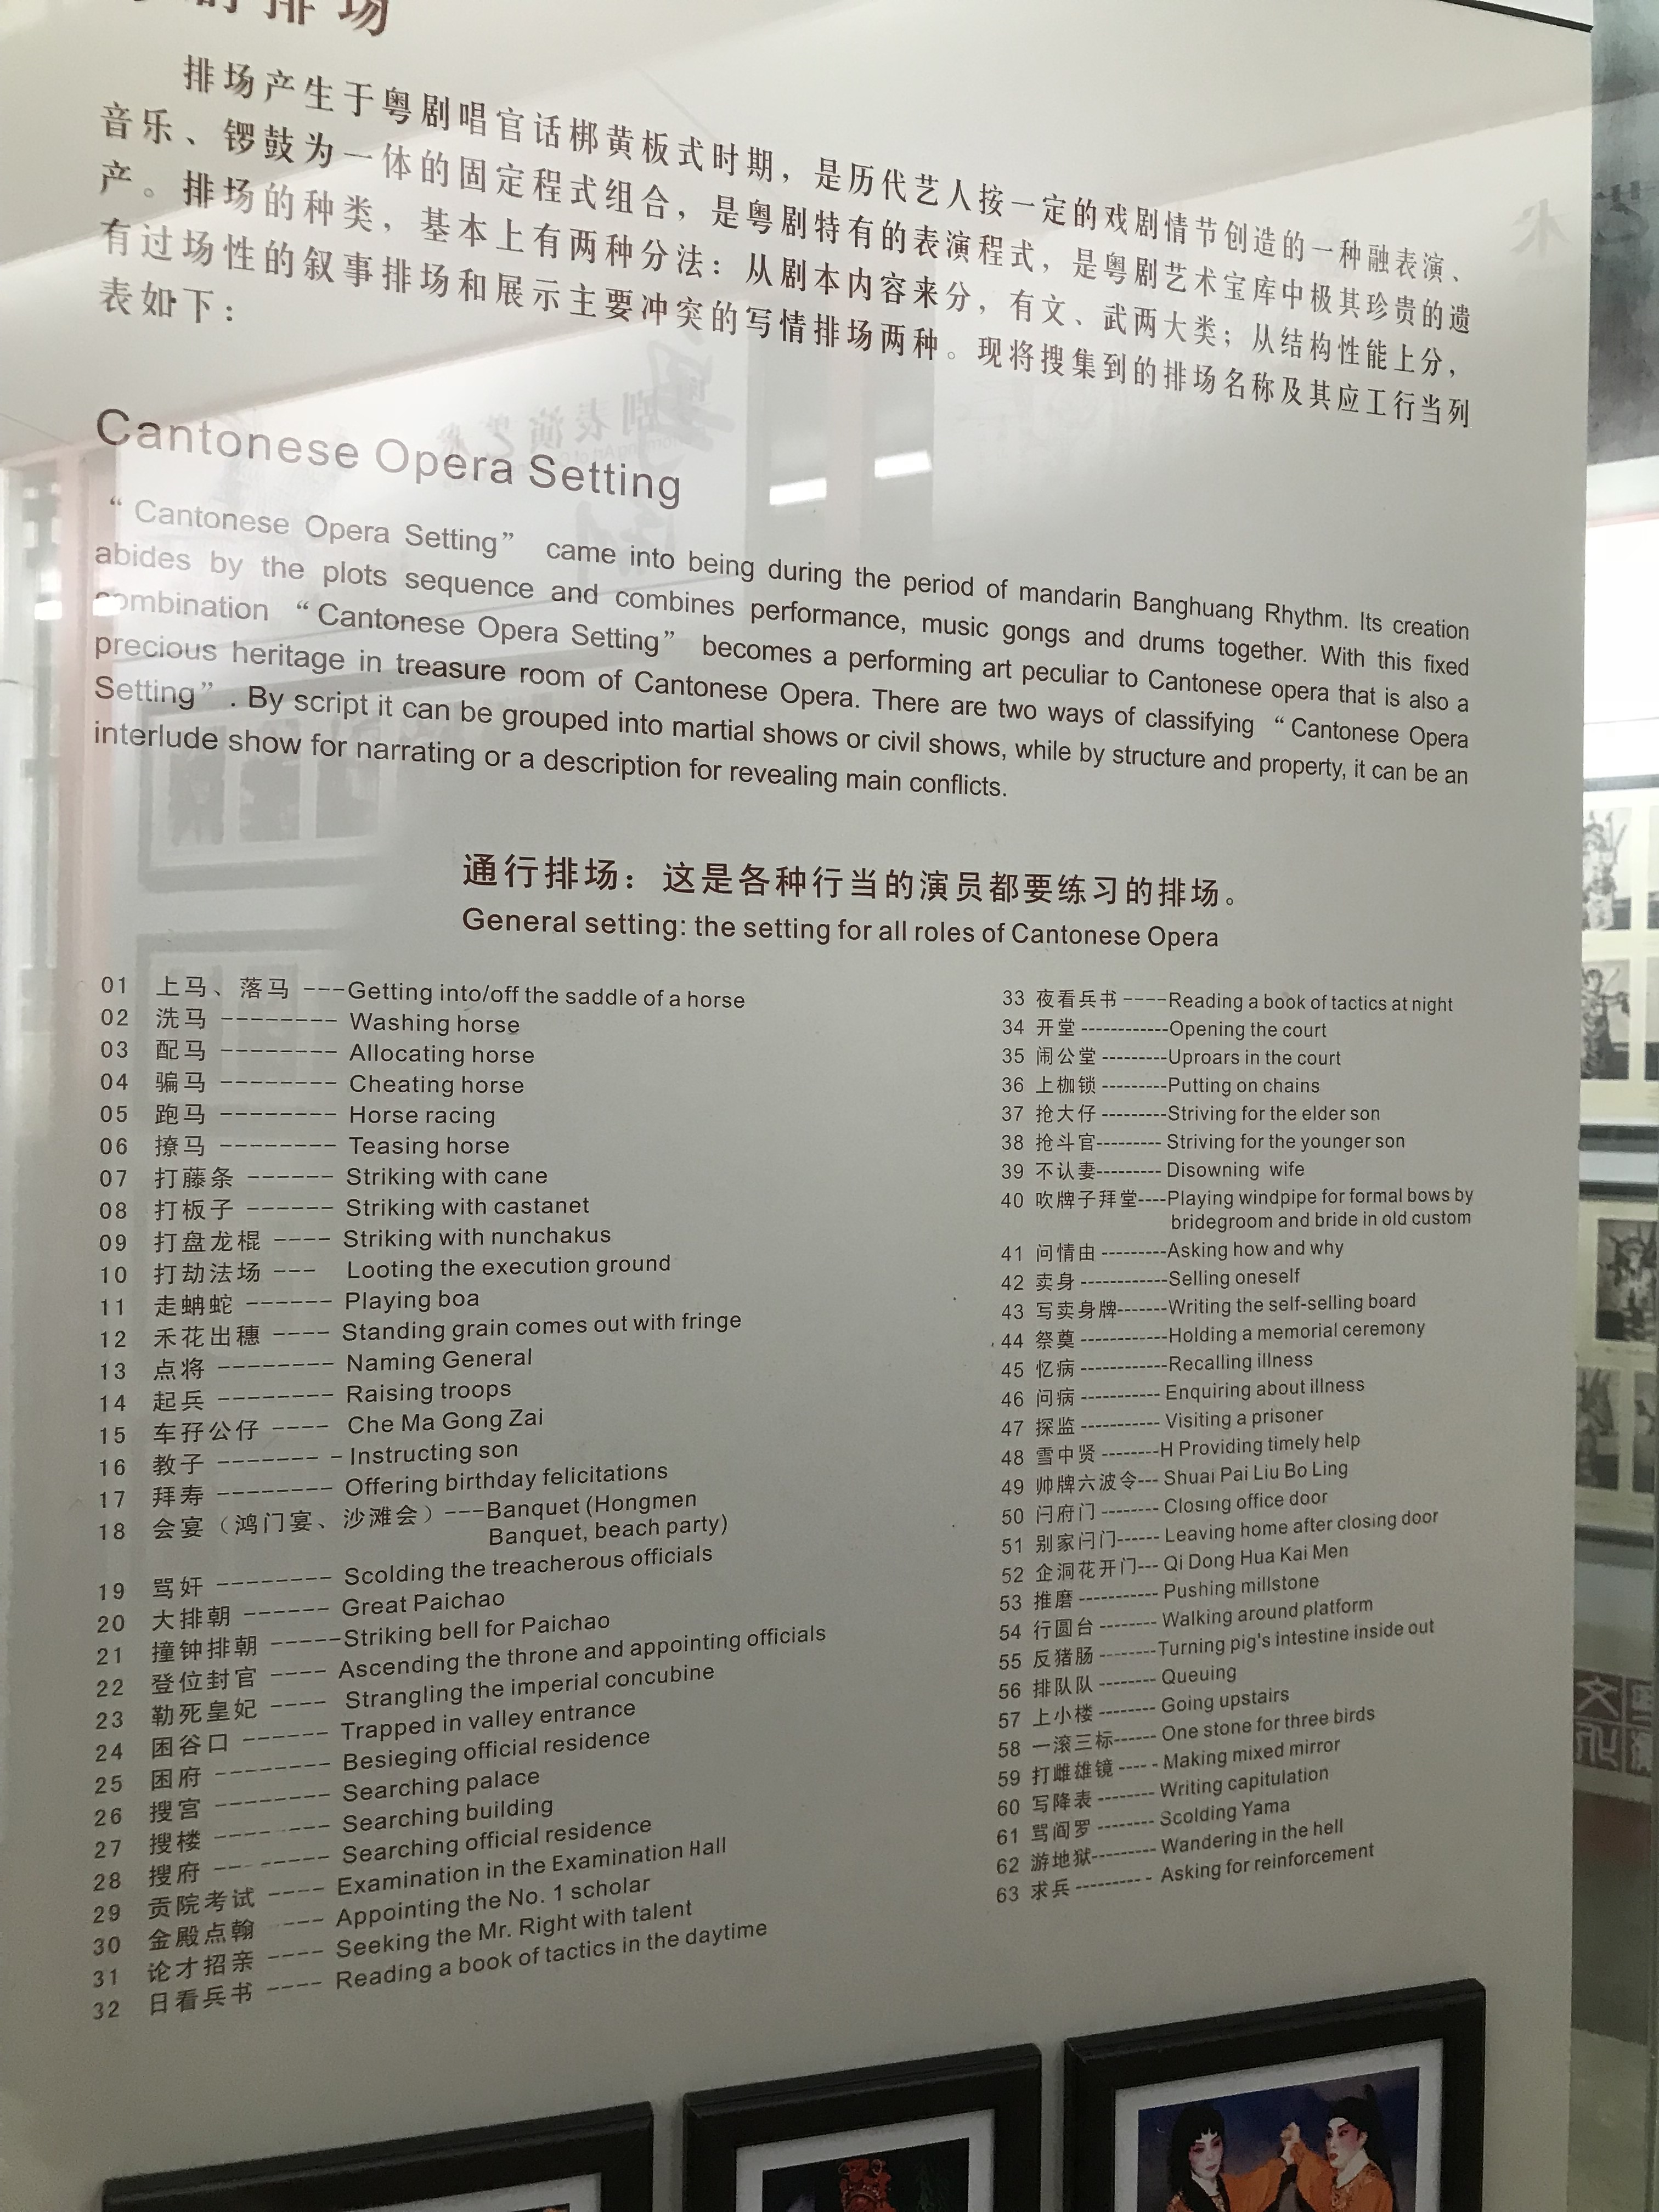 的排场
排场产生于粤剧唱官话梆黄板式时期，是历代艺人按一定的戏剧情节创造的一种融表演、
音乐、锣鼓为一体的固定程式组合，是粤剧特有的表演程式，是粤剧艺术宝库中极其珍贵的遗
产。排场的种类，基本上有两种分法：从剧本内容来分，有文、武两大类；从结构性能上分，
有过场性的叙事排场和展示主要冲突的写情排场两种。现将搜集到的排场名称及其应工行当列
表如下：
Cantonese Opera Setting
“Cantonese Opera Setting” came into being during the period of mandarin Banghuang Rhythm. Its creation
abides by the plots sequence and combines performance, music gongs and drums together. With this fixed
combination “Cantonese Opera Setting” becomes a performing art peculiar to Cantonese opera that is also a
precious heritage in treasure room of Cantonese Opera. There are two ways of classifying “Cantonese Opera
Setting”. By script it can be grouped into martial shows or civil shows, while by structure and property, it can be an
interlude show for narrating or a description for revealing main conflicts.
通行排场：这是各种行当的演员都要练习的排场。
General setting: the setting for all roles of Cantonese Opera
01 上马、落马 ---Getting into/off the saddle of a horse
02 洗马 -------- Washing horse
03 配马 -------- Allocating horse
04 骗马 -------- Cheating horse
05 跑马 -------- Horse racing
06 撩马 -------- Teasing horse
07 打藤条 ------ Striking with cane
08 打板子 ------ Striking with castanet
09 打盘龙棍 ---- Striking with nunchakus
10 打劫法场 --- Looting the execution ground
11 走蚺蛇 ------ Playing boa
12 禾花出穗 ---- Standing grain comes out with fringe
13 点将 -------- Naming General
14 起兵 -------- Raising troops
15 车孖公仔 ---- Che Ma Gong Zai
16 教子 ------- - Instructing son
17 拜寿 -------- Offering birthday felicitations
18 会宴（鸿门宴、沙滩会）---Banquet (Hongmen
Banquet, beach party)
19 骂奸 -------- Scolding the treacherous officials
20 大排朝 ------ Great Paichao
21 撞钟排朝 -----Striking bell for Paichao
22 登位封官 ---- Ascending the throne and appointing officials
23 勒死皇妃 ---- Strangling the imperial concubine
24 困谷口 ------ Trapped in valley entrance
25 困府 -------- Besieging official residence
26 搜宫 -------- Searching palace
27 搜楼 -------- Searching building
28 搜府 -------- Searching official residence
29 贡院考试 ---- Examination in the Examination Hall
30 金殿点翰 ---- Appointing the No. 1 scholar
31 论才招亲 ---- Seeking the Mr. Right with talent
32 日看兵书 ---- Reading a book of tactics in the daytime
33 夜看兵书 ----Reading a book of tactics at night
34 开堂 ------------Opening the court
35 闹公堂 ---------Uproars in the court
36 上枷锁 ---------Putting on chains
37 抢大仔 ---------Striving for the elder son
38 抢斗官--------- Striving for the younger son
39 不认妻--------- Disowning wife
40 吹牌子拜堂----Playing windpipe for formal bows by
bridegroom and bride in old custom
41 问情由 ---------Asking how and why
42 卖身 ------------Selling oneself
43 写卖身牌-------Writing the self-selling board
44 祭奠 ------------Holding a memorial ceremony
45 忆病 ------------Recalling illness
46 问病 ----------- Enquiring about illness
47 探监 ----------- Visiting a prisoner
48 雪中贤 --------H Providing timely help
49 帅牌六波令--- Shuai Pai Liu Bo Ling
50 闩府门 -------- Closing office door
51 别家闩门------ Leaving home after closing door
52 企洞花开门--- Qi Dong Hua Kai Men
53 推磨 ----------- Pushing millstone
54 行圆台 -------- Walking around platform
55 反猪肠 --------Turning pig's intestine inside out
56 排队队 -------- Queuing
57 上小楼 -------- Going upstairs
58 一滚三标------ One stone for three birds
59 打雌雄镜 ---- - Making mixed mirror
60 写降表 -------- Writing capitulation
61 骂阎罗 -------- Scolding Yama
62 游地狱--------- Wandering in the hell
63 求兵 --------- - Asking for reinforcement